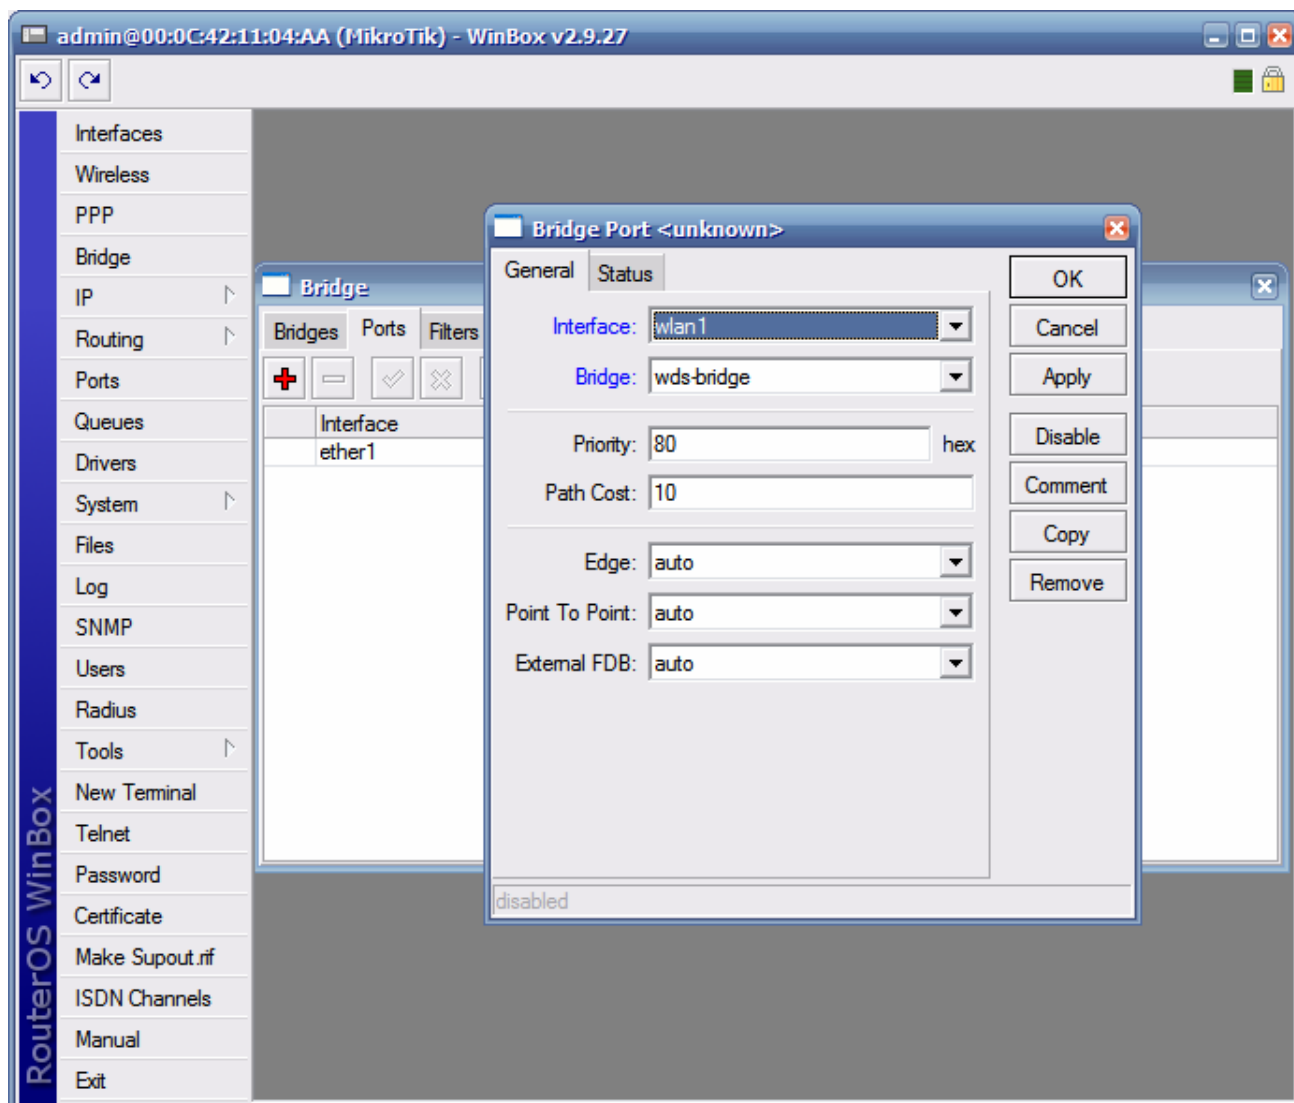 admin@00:0C:42:11:04:AA (MikroTik) - WinBox v2.9.27
RouterOS WinBox
Interfaces
Wireless
PPP
Bridge
IP
Routing
Ports
Queues
Drivers
System
Files
Log
SNMP
Users
Radius
Tools
New Terminal
Telnet
Password
Certificate
Make Supout.rif
ISDN Channels
Manual
Exit
Bridge
Bridges Ports Filters
Interface
ether1
Bridge Port <unknown>
General Status
Interface: wlan1
Bridge: wds-bridge
Priority: 80 hex
Path Cost: 10
Edge: auto
Point To Point: auto
External FDB: auto
OK
Cancel
Apply
Disable
Comment
Copy
Remove
disabled